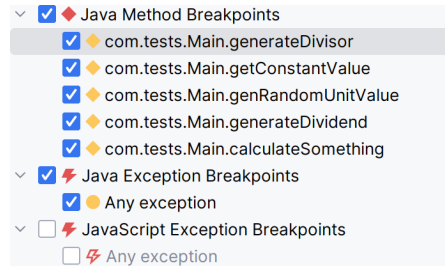 Java Method Breakpoints
com.tests.Main.generateDivisor
com.tests.Main.getConstantValue
com.tests.Main.genRandomUnitValue
com.tests.Main.generateDividend
com.tests.Main.calculateSomething
Java Exception Breakpoints
Any exception
JavaScript Exception Breakpoints
Any exception